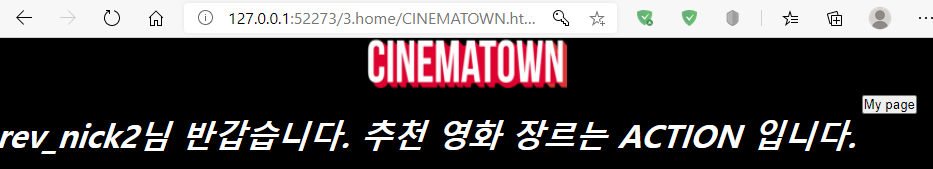 127.0.0.1:52273/3.home/CINEMATOWN.ht...
CINEMATOWN
My page
rev_nick2님 반갑습니다. 추천 영화 장르는 ACTION 입니다.